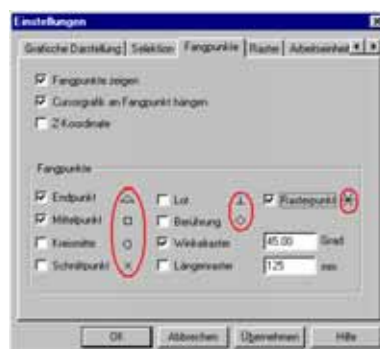 Einstellungen
Grafische Darstellung Selektion Fangpunkte Raster Arbeitseinheit
Fangpunkte zeigen
Cursorgrafik an Fangpunkt hängen
Z-Koordinate
Fangpunkte
Endpunkt Lot Rasterpunkt
Mittelpunkt Berührung
Kreismitte Winkelraster 45.00 Grad
Schnittpunkt Längenraster 125 mm
OK Abbrechen Übernehmen Hilfe